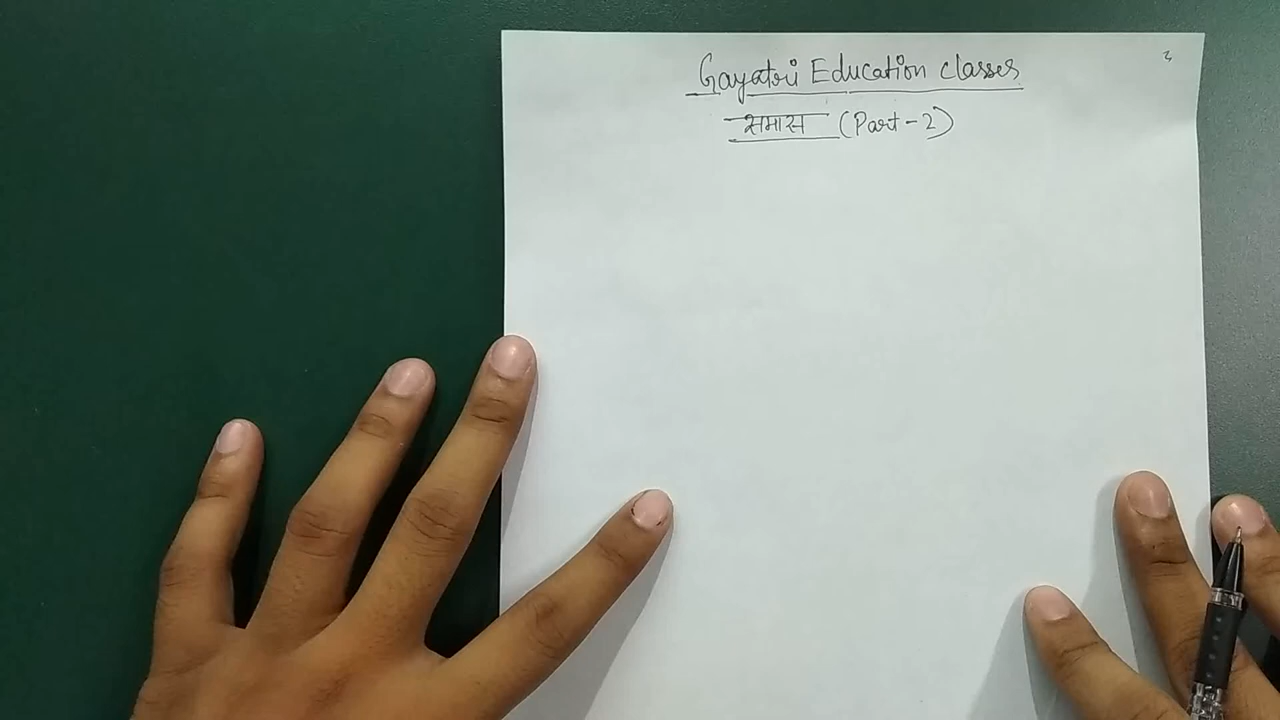 Gayatri Education classes
समास (Part-2)